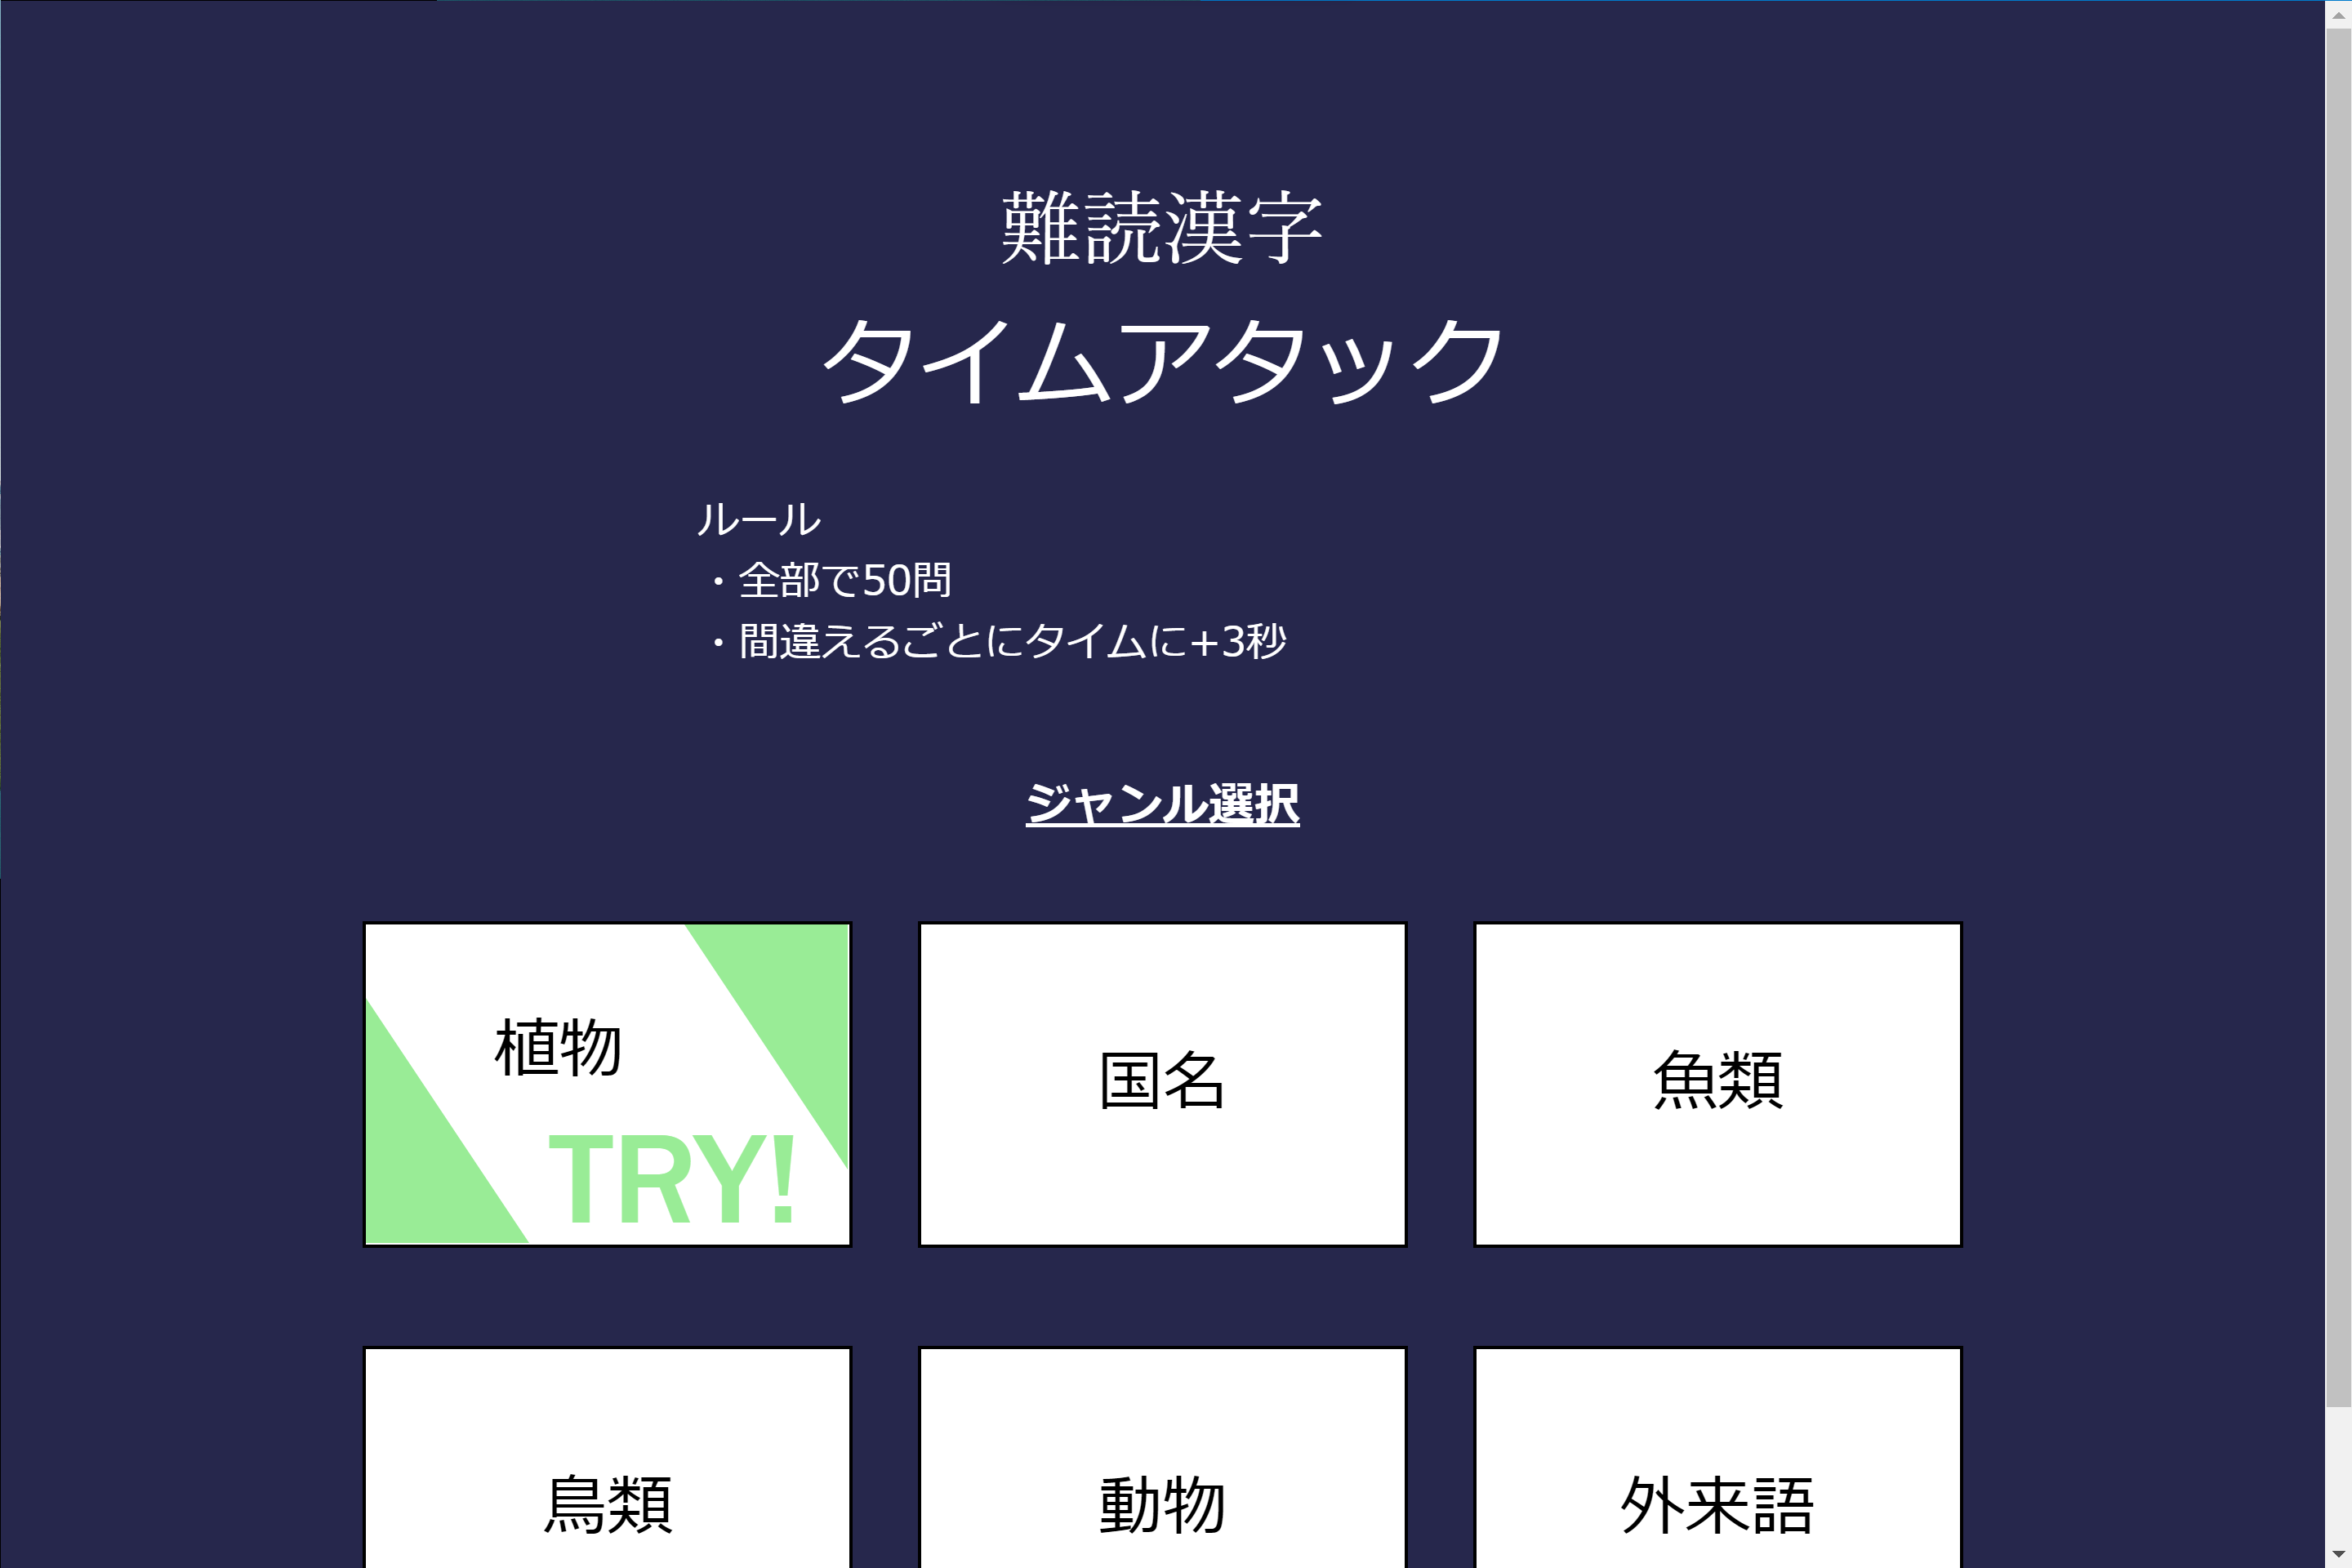 難読漢字
タイムアタック
ルール
・全部で50問
・間違えるごとにタイムに+3秒
ジャンル選択
植物
TRY!
国名
魚類
鳥類
動物
外来語